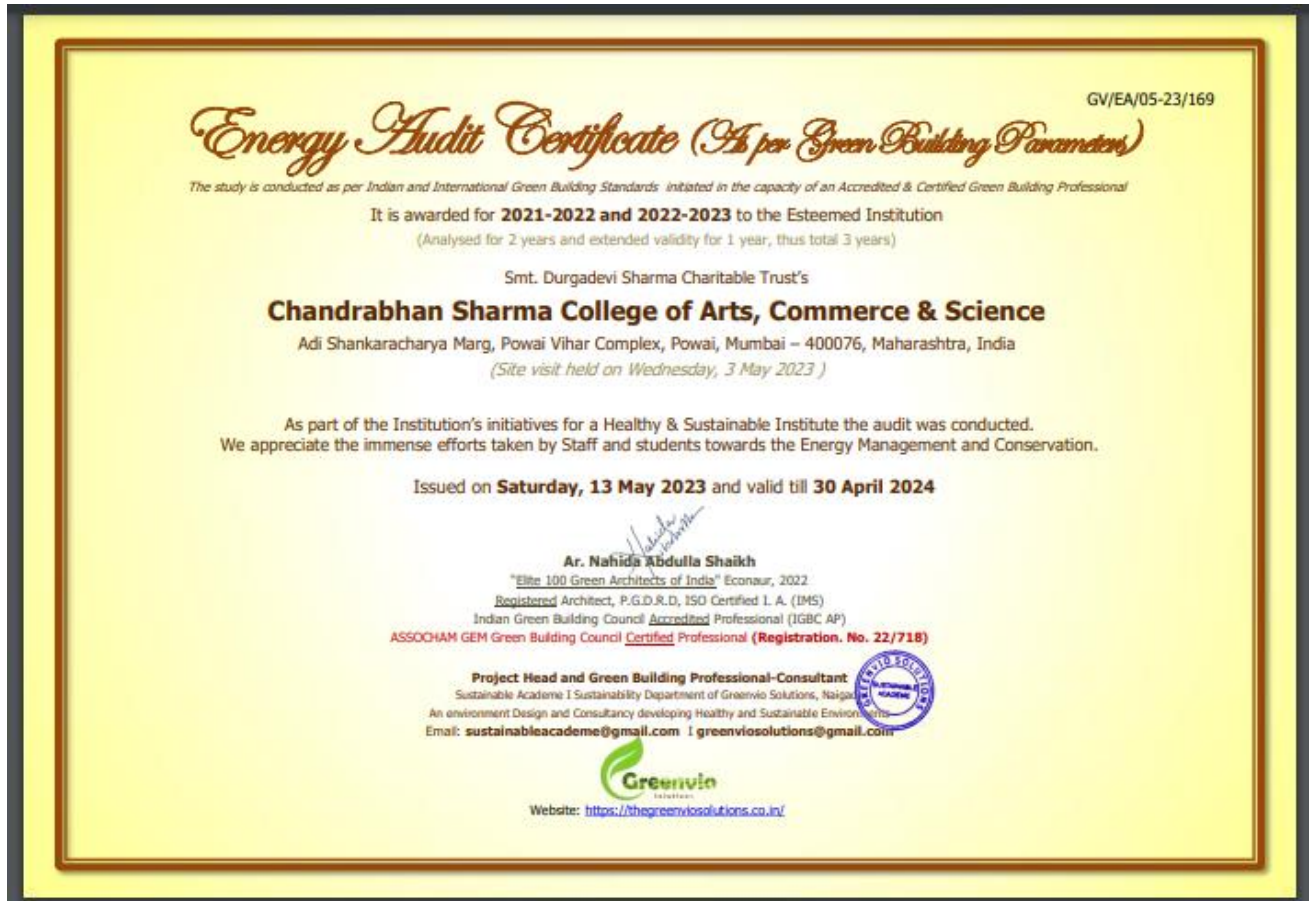 GV/EA/05-23/169
Energy Audit Certificate (As per Green Building Parameters)
The study is conducted as per Indian and International Green Building Standards initiated in the capacity of an Accredited & Certified Green Building Professional
It is awarded for 2021-2022 and 2022-2023 to the Esteemed Institution
(Analysed for 2 years and extended validity for 1 year, thus total 3 years)
Smt. Durgadevi Sharma Charitable Trust's
Chandrabhan Sharma College of Arts, Commerce & Science
Adi Shankaracharya Marg, Powai Vihar Complex, Powai, Mumbai – 400076, Maharashtra, India
(Site visit held on Wednesday, 3 May 2023 )
As part of the Institution's initiatives for a Healthy & Sustainable Institute the audit was conducted.
We appreciate the immense efforts taken by Staff and students towards the Energy Management and Conservation.
Issued on Saturday, 13 May 2023 and valid till 30 April 2024
Ar. Nahida Abdulla Shaikh
"Elite 100 Green Architects of India" Econaur, 2022
Registered Architect, P.G.D.R.D, ISO Certified I. A. (IMS)
Indian Green Building Council Accredited Professional (IGBC AP)
ASSOCHAM GEM Green Building Council Certified Professional (Registration. No. 22/718)
Project Head and Green Building Professional-Consultant
Sustainable Academe I Sustainability Department of Greenvio Solutions,
An environment Design and Consultancy developing Healthy and Sustainable
Email: sustainableacademe@gmail.com I greenviosolutions@gmail.com
GREENVIO SOLUTIONS
SUSTAINABLE
ACADEME
Greenvio
Solutions
Website: https://thegreenviosolutions.co.in/